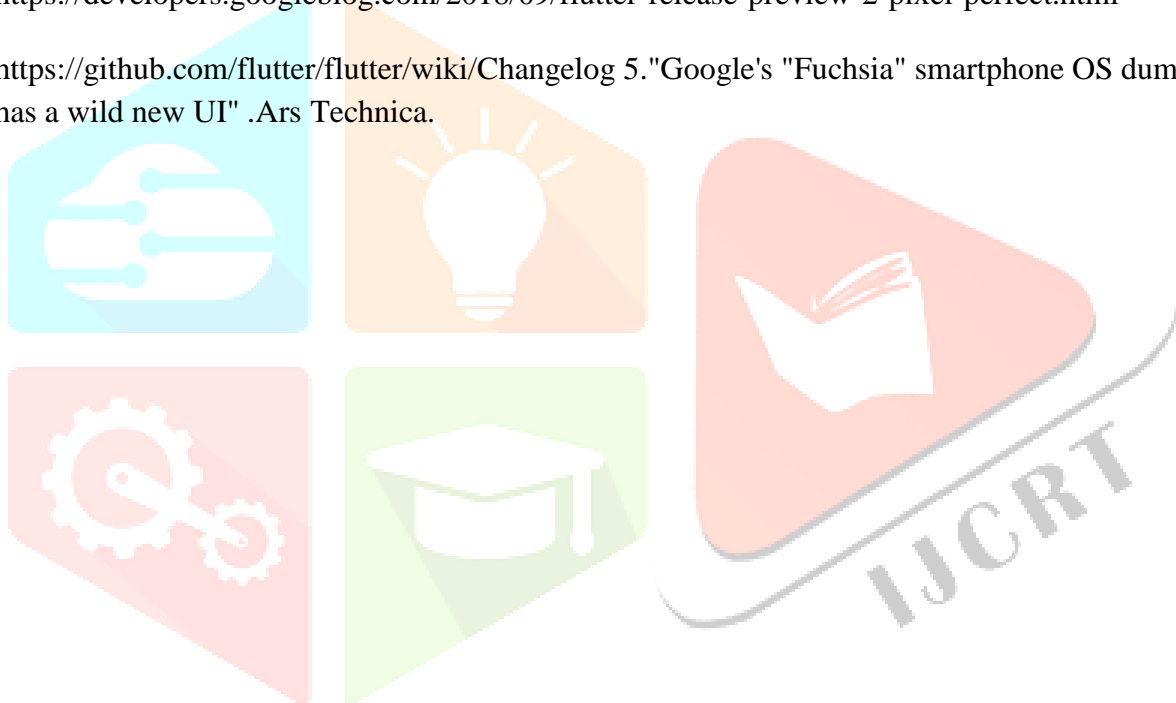 https://developers.googleblog.com/2018/09/flutter-release-preview-2-pixel-perfect.html
https://github.com/flutter/flutter/wiki/Changelog 5."Google's "Fuchsia" smartphone OS dum
has a wild new UI" .Ars Technica.
IJCRT